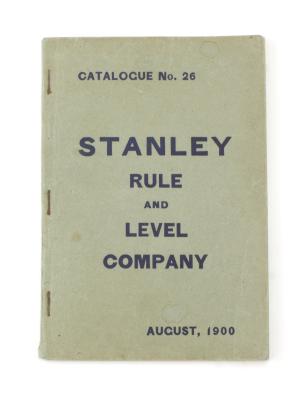 CATALOGUE No. 26
STANLEY
RULE
AND
LEVEL
COMPANY
AUGUST, 1900